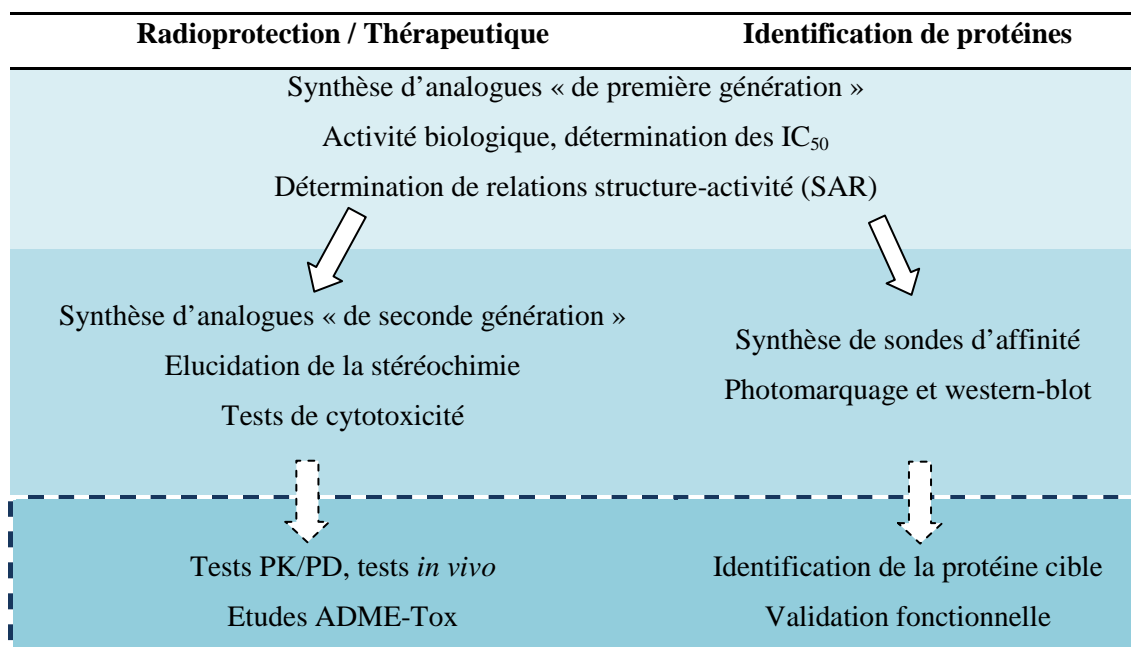 Radioprotection / Thérapeutique Identification de protéines
Synthèse d'analogues « de première génération »
Activité biologique, détermination des IC50
Détermination de relations structure-activité (SAR)
Synthèse d'analogues « de seconde génération »
Elucidation de la stéréochimie
Tests de cytotoxicité
Synthèse de sondes d'affinité
Photomarquage et western-blot
Tests PK/PD, tests in vivo
Etudes ADME-Tox
Identification de la protéine cible
Validation fonctionnelle